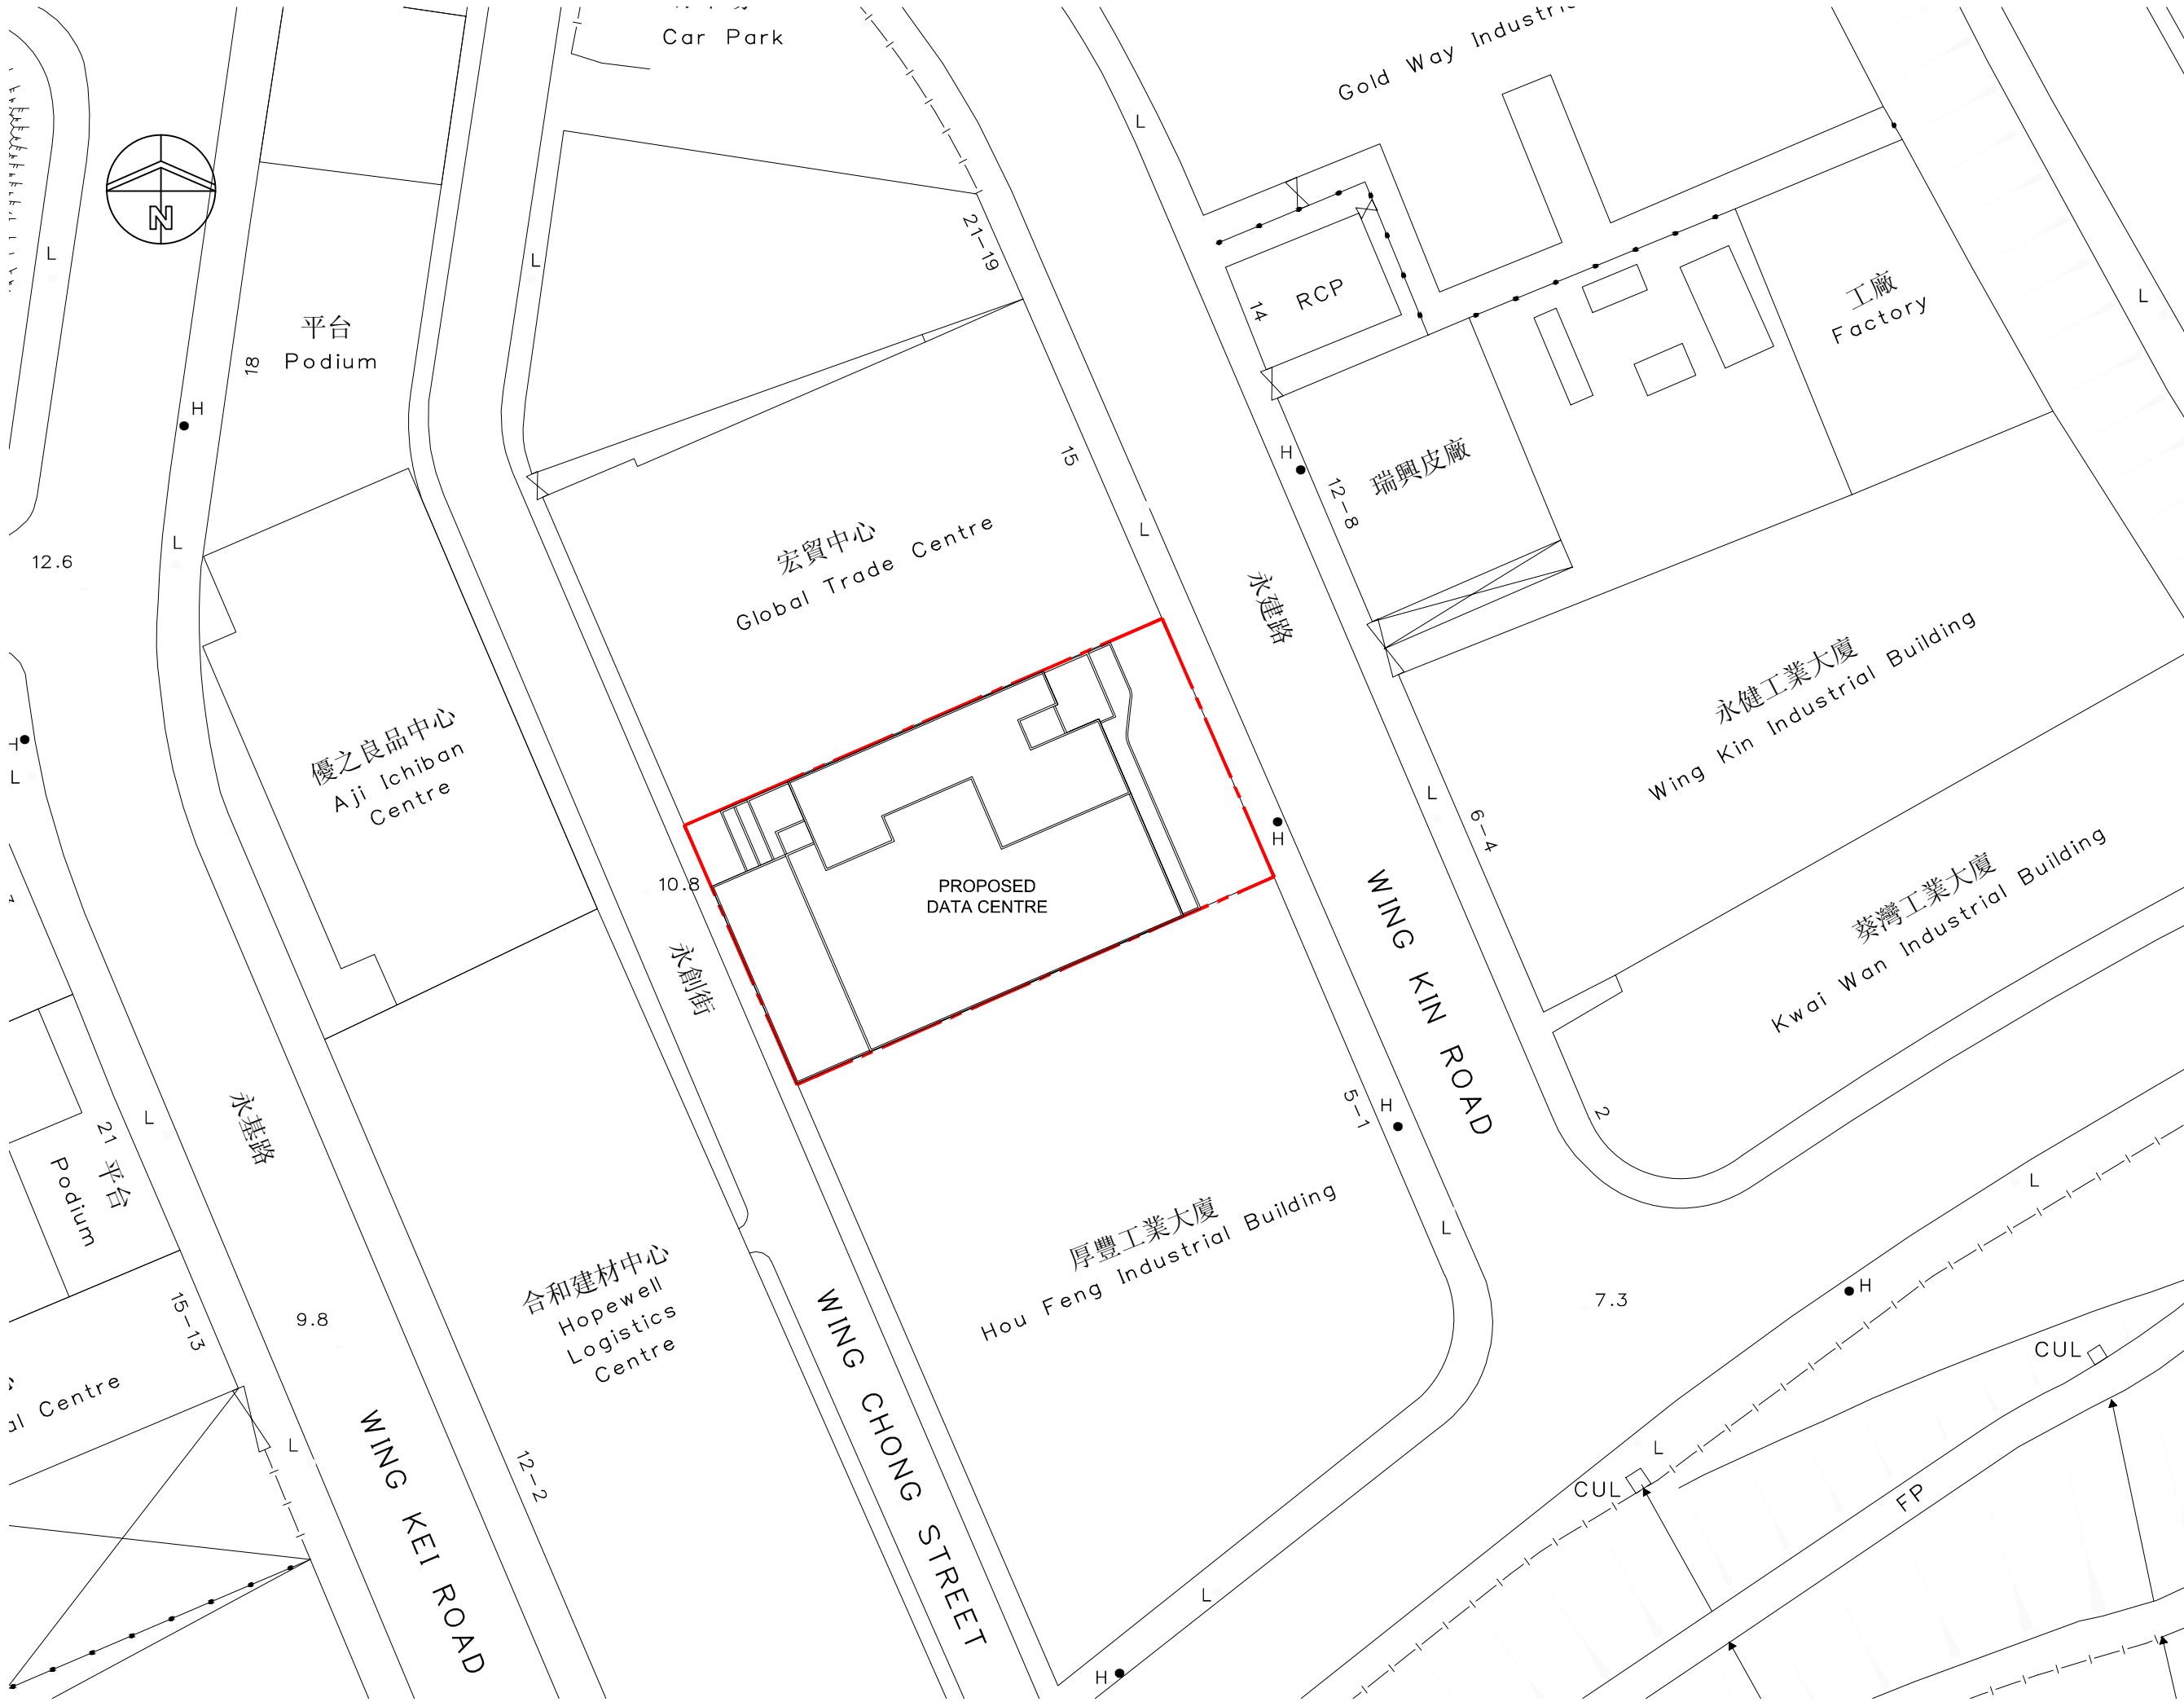 Car Park
Gold Way
N
L
L
L
L
21-19
14
RCP
工廠
Factory
平台
Podium
18
H
15
H
12-8
瑞興皮廠
12.6
L
宏貿中心
Global Trade Centre
L
永建路
永健工業大廈
Wing Kin Industrial Building
優之良品中心
Aji Ichiban
Centre
H
L
L
6-4
10.8
PROPOSED
DATA CENTRE
H
葵灣工業大廈
Kwai Wan Industrial Building
WING KIN ROAD
永創街
永基路
L
21
平台
Podium
5-1
H
2
L
厚豐工業大廈
Hou Feng Industrial Building
L
合和建材中心
Hopewell
Logistics
Centre
15-13
9.8
7.3
H
CUL
al Centre
WING CHONG STREET
WING KEI ROAD
L
12-2
L
CUL
FP
L
H